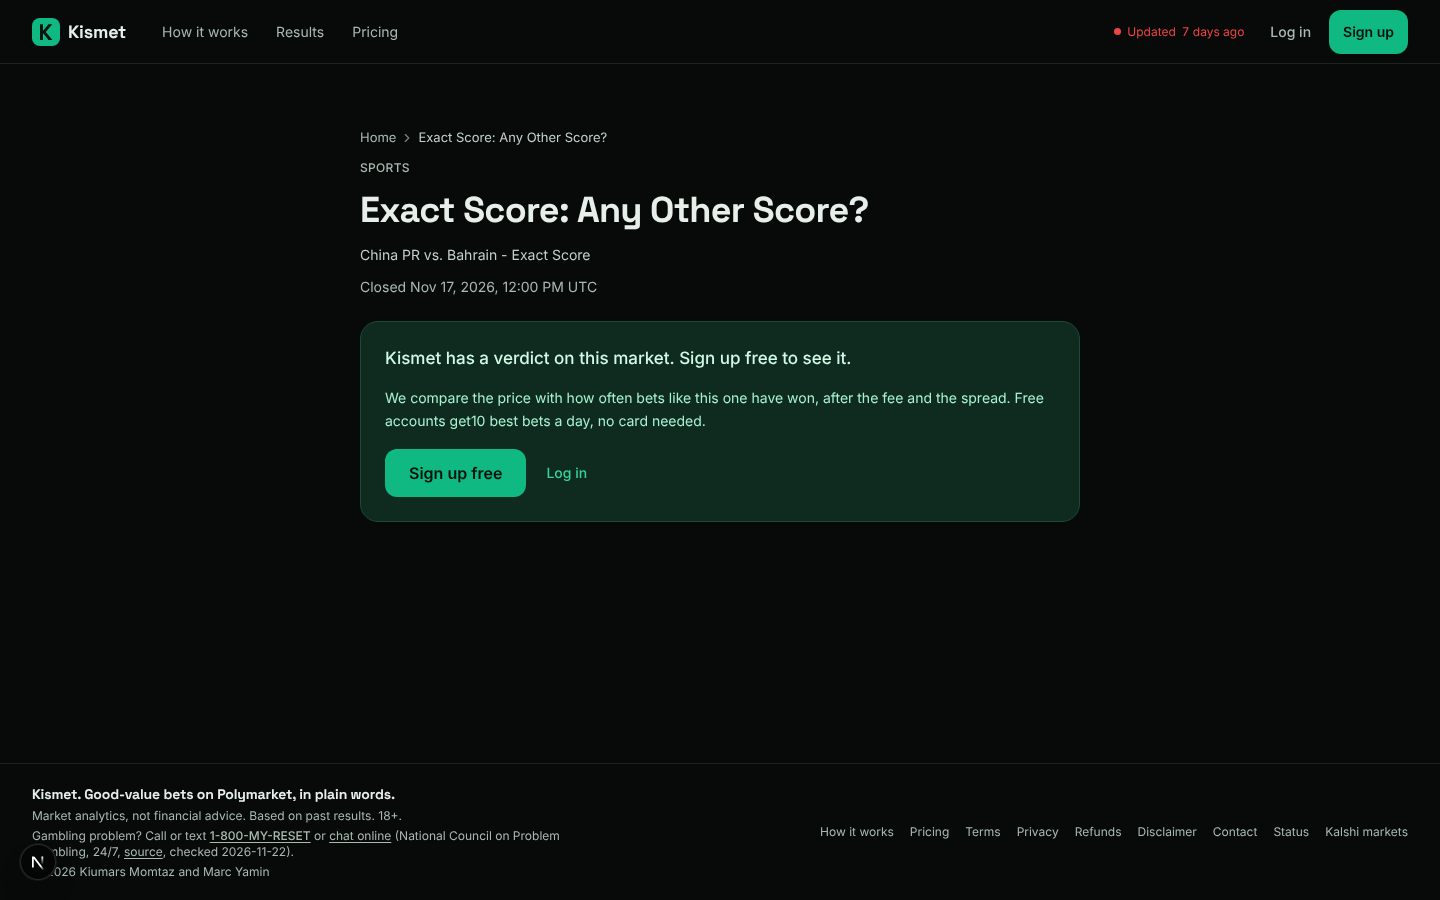 Kismet
How it works
Results
Pricing
Updated 7 days ago
Log in
Sign up
Home > Exact Score: Any Other Score?
SPORTS
Exact Score: Any Other Score?
China PR vs. Bahrain - Exact Score
Closed Nov 17, 2026, 12:00 PM UTC
Kismet has a verdict on this market. Sign up free to see it.
We compare the price with how often bets like this one have won, after the fee and the spread. Free
accounts get10 best bets a day, no card needed.
Sign up free
Log in
Kismet. Good-value bets on Polymarket, in plain words.
Market analytics, not financial advice. Based on past results. 18+.
Gambling problem? Call or text 1-800-MY-RESET or chat online (National Council on Problem
mbling, 24/7, source, checked 2026-11-22).
026 Kiumars Momtaz and Marc Yamin
How it works
Pricing
Terms
Privacy
Refunds
Disclaimer
Contact
Status
Kalshi markets